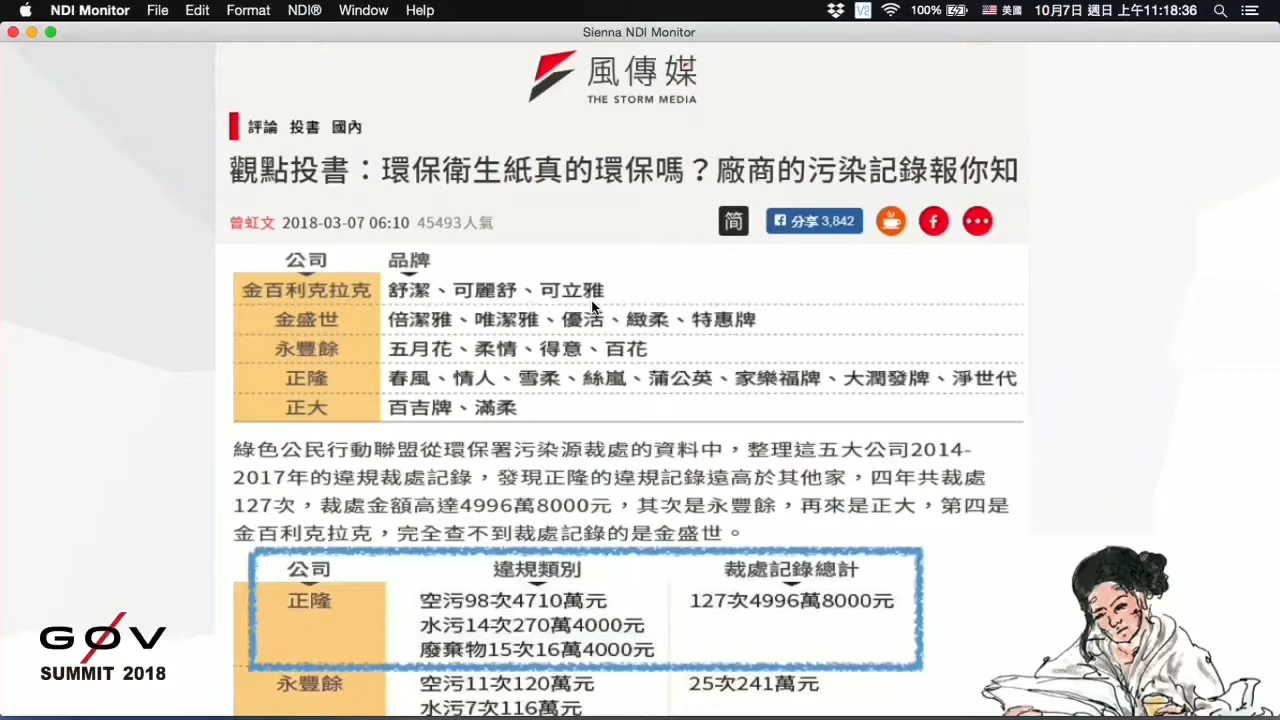 NDI Monitor File Edit Format NDI® Window Help V2 100% 美國 10月7日 週日 上午11:18:36
Sienna NDI Monitor
風傳媒
THE STORM MEDIA
評論 投書 國內
觀點投書：環保衛生紙真的環保嗎？廠商的污染記錄報你知
曾虹文 2018-03-07 06:10 45493人氣 简 分享 3,842
公司 品牌
金百利克拉克 舒潔、可麗舒、可立雅
金盛世 倍潔雅、唯潔雅、優活、緻柔、特惠牌
永豐餘 五月花、柔情、得意、百花
正隆 春風、情人、雪柔、絲嵐、蒲公英、家樂福牌、大潤發牌、淨世代
正大 百吉牌、滿柔
綠色公民行動聯盟從環保署污染源裁處的資料中，整理這五大公司2014-
2017年的違規裁處記錄，發現正隆的違規記錄遠高於其他家，四年共裁處
127次，裁處金額高達4996萬8000元，其次是永豐餘，再來是正大，第四是
金百利克拉克，完全查不到裁處記錄的是金盛世。
公司 違規類別 裁處記錄總計
正隆 空污98次4710萬元 127次4996萬8000元
水污14次270萬4000元
廢棄物15次16萬4000元
永豐餘 空污11次120萬元 25次241萬元
水污7次116萬元
GØV
SUMMIT 2018